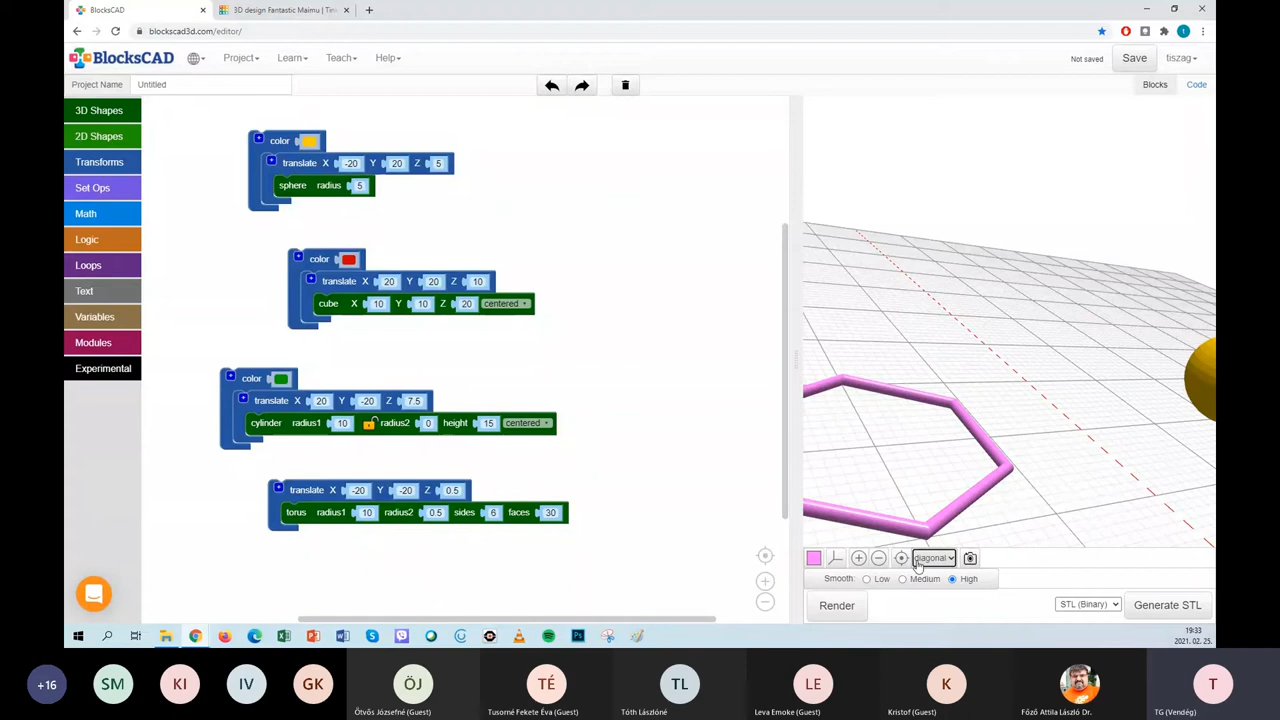 BlocksCAD
3D design Fantastic Maimu | Tin
blockscad3d.com/editor/
BlocksCAD
Project
Learn
Teach
Help
Not saved
Save
tiszag
Project Name
Untitled
Blocks
Code
3D Shapes
2D Shapes
Transforms
Set Ops
Math
Logic
Loops
Text
Variables
Modules
Experimental
color
translate X -20 Y 20 Z 5
sphere radius 5
color
translate X 20 Y 20 Z 10
cube X 10 Y 10 Z 20 centered
color
translate X 20 Y -20 Z 7.5
cylinder radius1 10 radius2 0 height 15 centered
translate X -20 Y -20 Z 0.5
torus radius1 10 radius2 0.5 sides 6 faces 30
diagonal
Smooth: Low Medium High
Render
STL (Binary)
Generate STL
19:33
2021. 02. 25.
+16
SM
KI
IV
GK
ÖJ
Ötvös Józsefné (Guest)
TÉ
Tusorné Fekete Éva (Guest)
TL
Tóth Lászlóné
LE
Leva Emoke (Guest)
K
Kristof (Guest)
Főző Attila László Dr.
T
TG (Vendég)